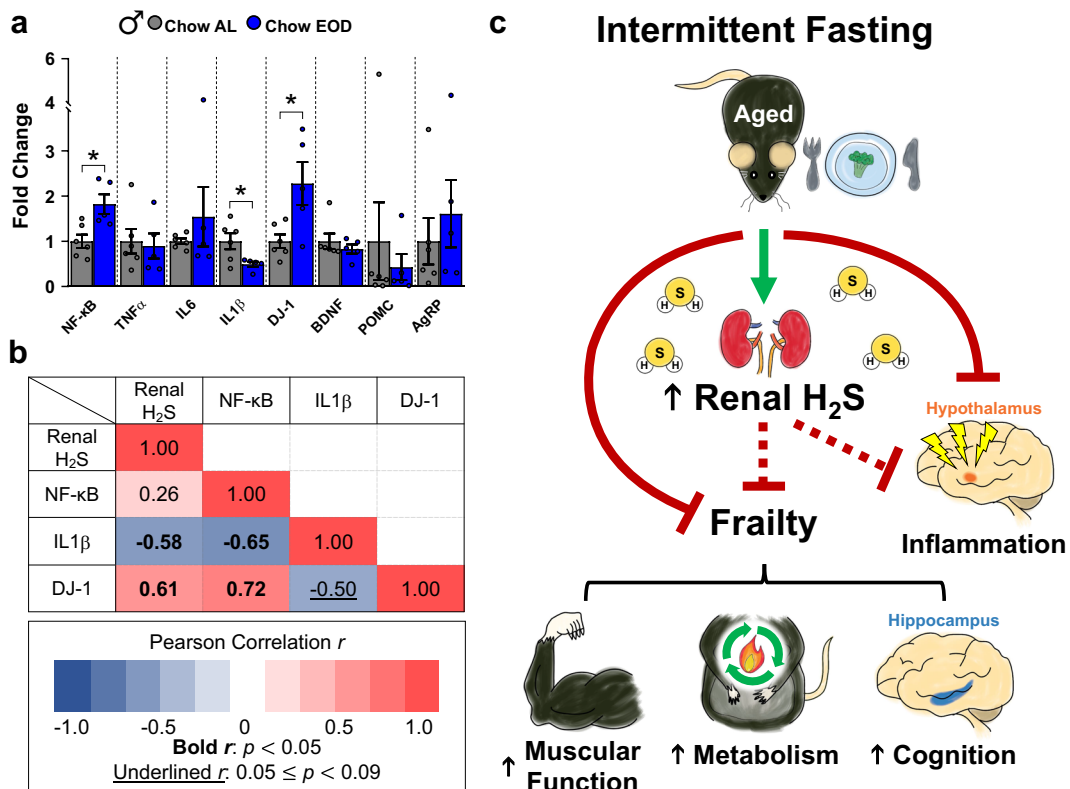 a
♂ Chow AL Chow EOD
Fold Change
6
4
2
1
0
*
*
*
NF-κB
TNFα
IL6
IL1β
DJ-1
BDNF
POMC
AgRP
b
Renal H₂S
NF-κB
IL1β
DJ-1
Renal H₂S
1.00
NF-κB
0.26
1.00
IL1β
-0.58
-0.65
1.00
DJ-1
0.61
0.72
-0.50
1.00
Pearson Correlation r
-1.0 -0.5 0 0.5 1.0
Bold r: p < 0.05
Underlined r: 0.05 ≤ p < 0.09
c
Intermittent Fasting
Aged
S
H H
S
H H
S
H H
S
H H
↑ Renal H₂S
Hypothalamus
Frailty
Inflammation
Hippocampus
↑ Muscular
Function
↑ Metabolism
↑ Cognition